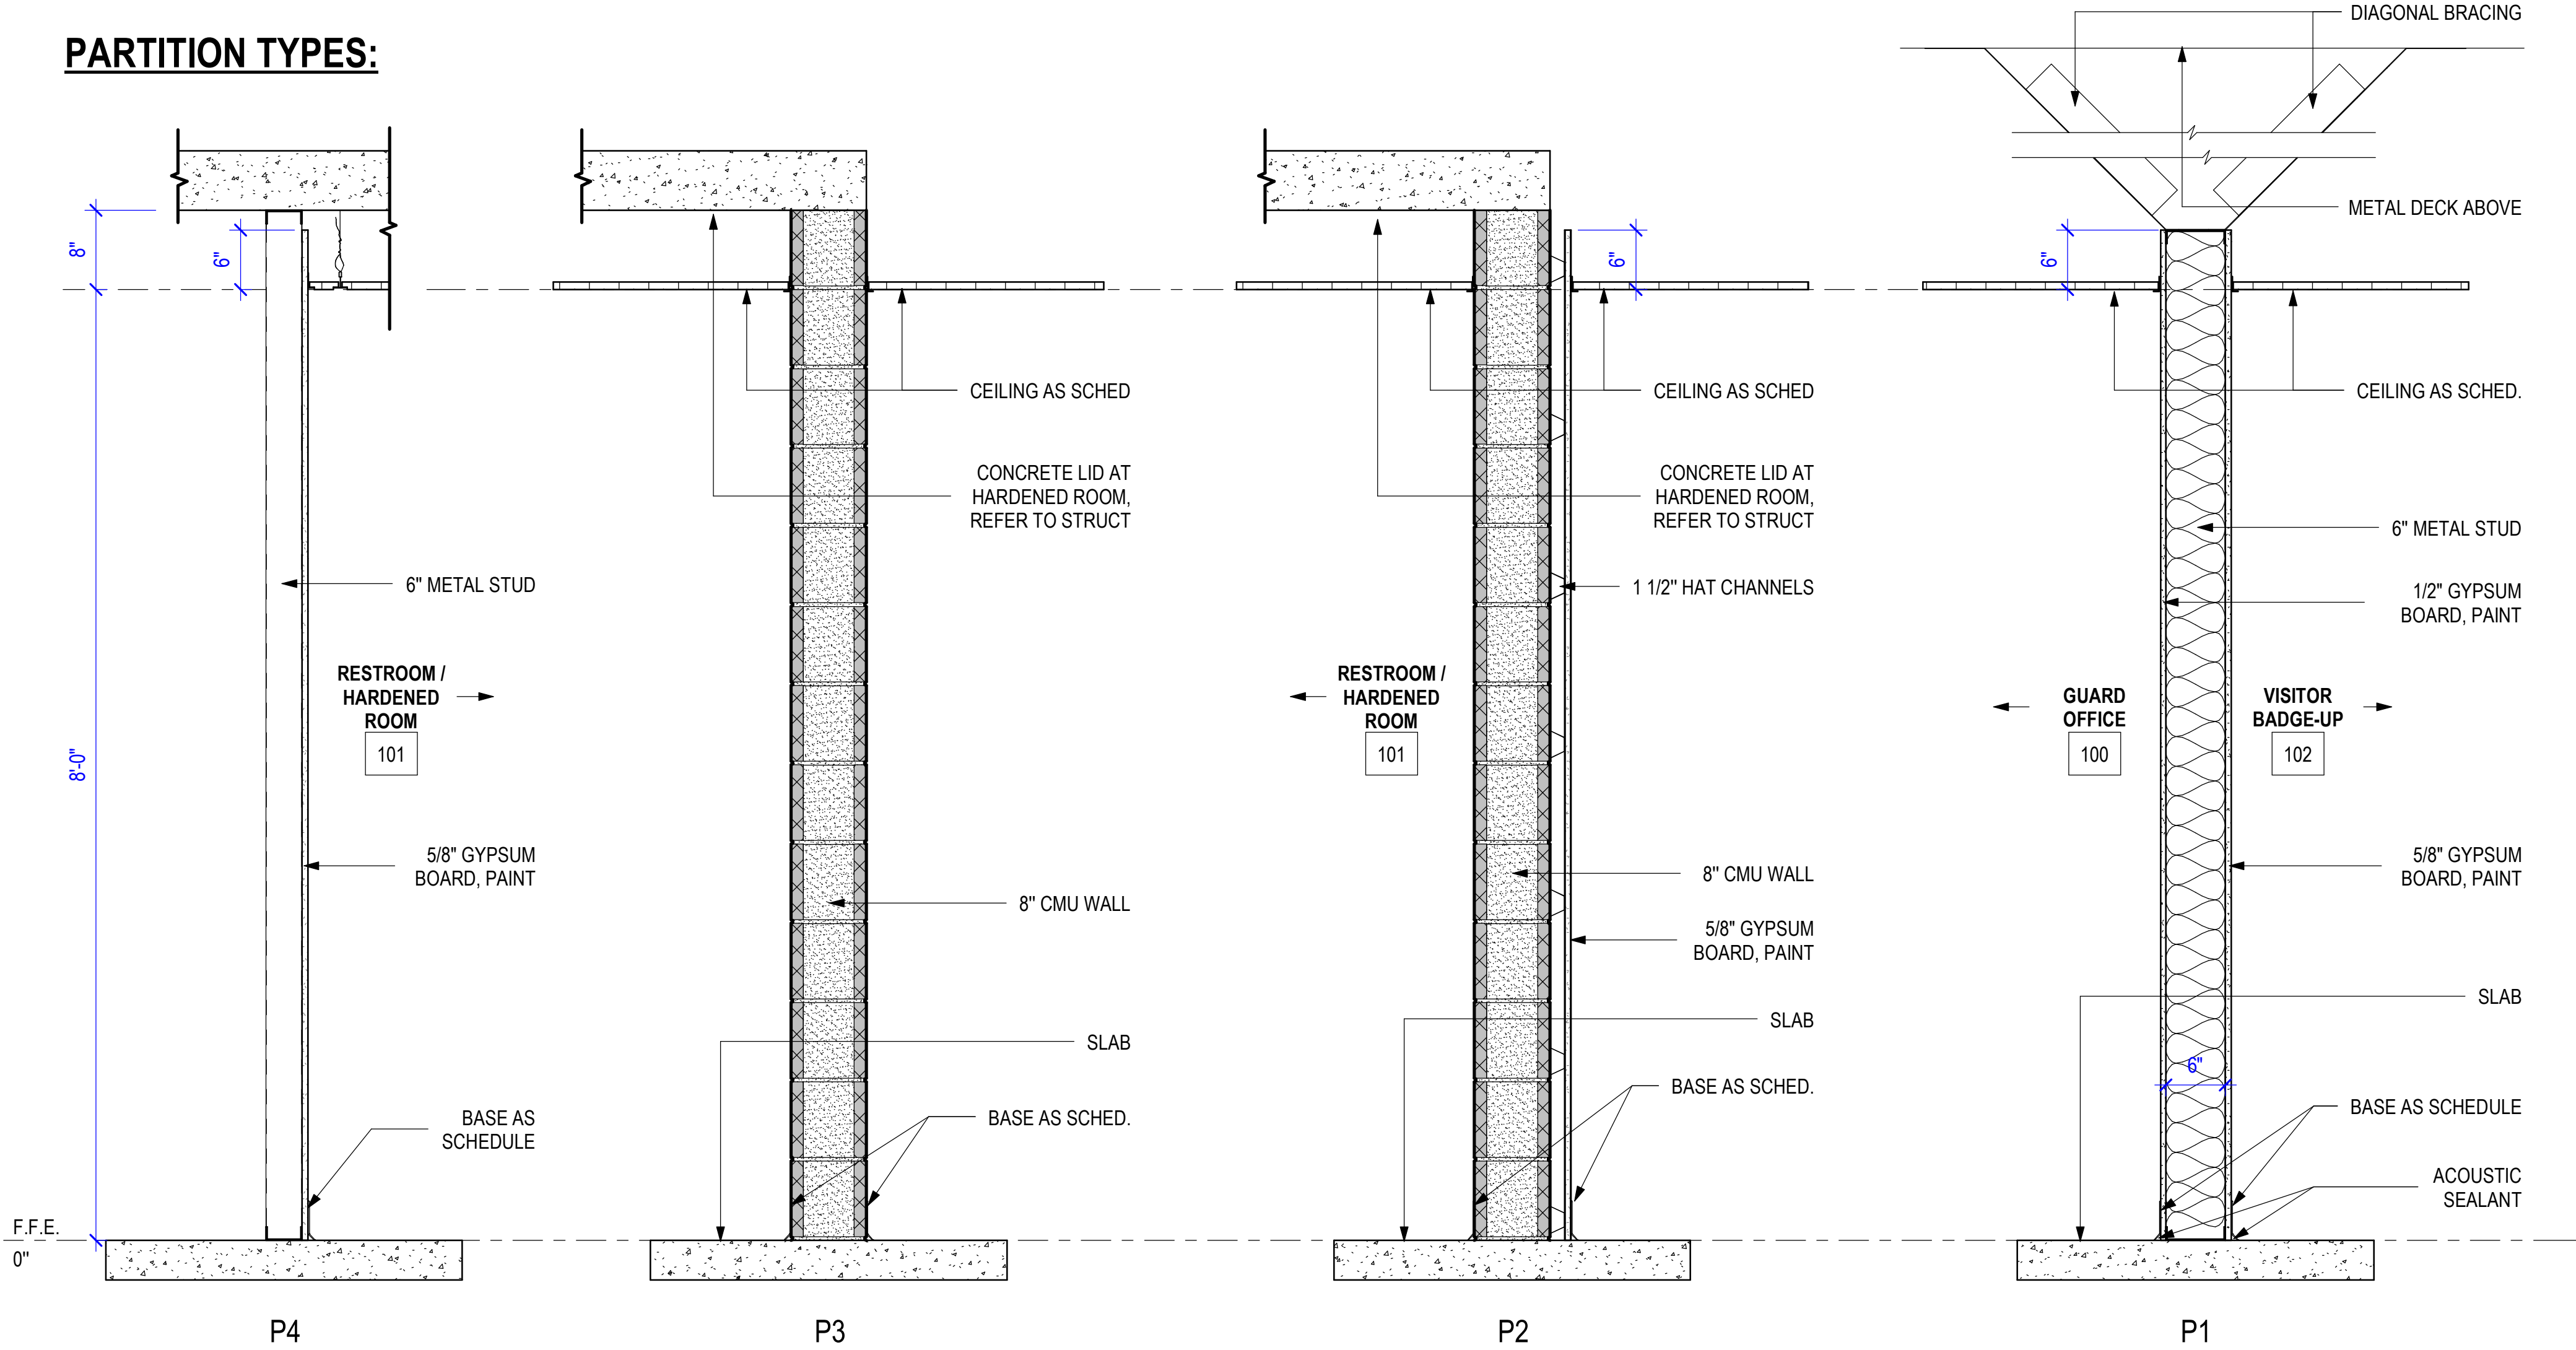 PARTITION TYPES:
8"
6"
8'-0"
6" METAL STUD
RESTROOM /
HARDENED
ROOM
101
5/8" GYPSUM
BOARD, PAINT
BASE AS
SCHEDULE
F.F.E.
0"
P4
CEILING AS SCHED
CONCRETE LID AT
HARDENED ROOM,
REFER TO STRUCT
8" CMU WALL
SLAB
BASE AS SCHED.
P3
6"
CEILING AS SCHED
CONCRETE LID AT
HARDENED ROOM,
REFER TO STRUCT
1 1/2" HAT CHANNELS
RESTROOM /
HARDENED
ROOM
101
8" CMU WALL
5/8" GYPSUM
BOARD, PAINT
SLAB
BASE AS SCHED.
P2
DIAGONAL BRACING
METAL DECK ABOVE
6"
CEILING AS SCHED.
6" METAL STUD
1/2" GYPSUM
BOARD, PAINT
GUARD
OFFICE
100
VISITOR
BADGE-UP
102
5/8" GYPSUM
BOARD, PAINT
SLAB
6"
BASE AS SCHEDULE
ACOUSTIC
SEALANT
P1